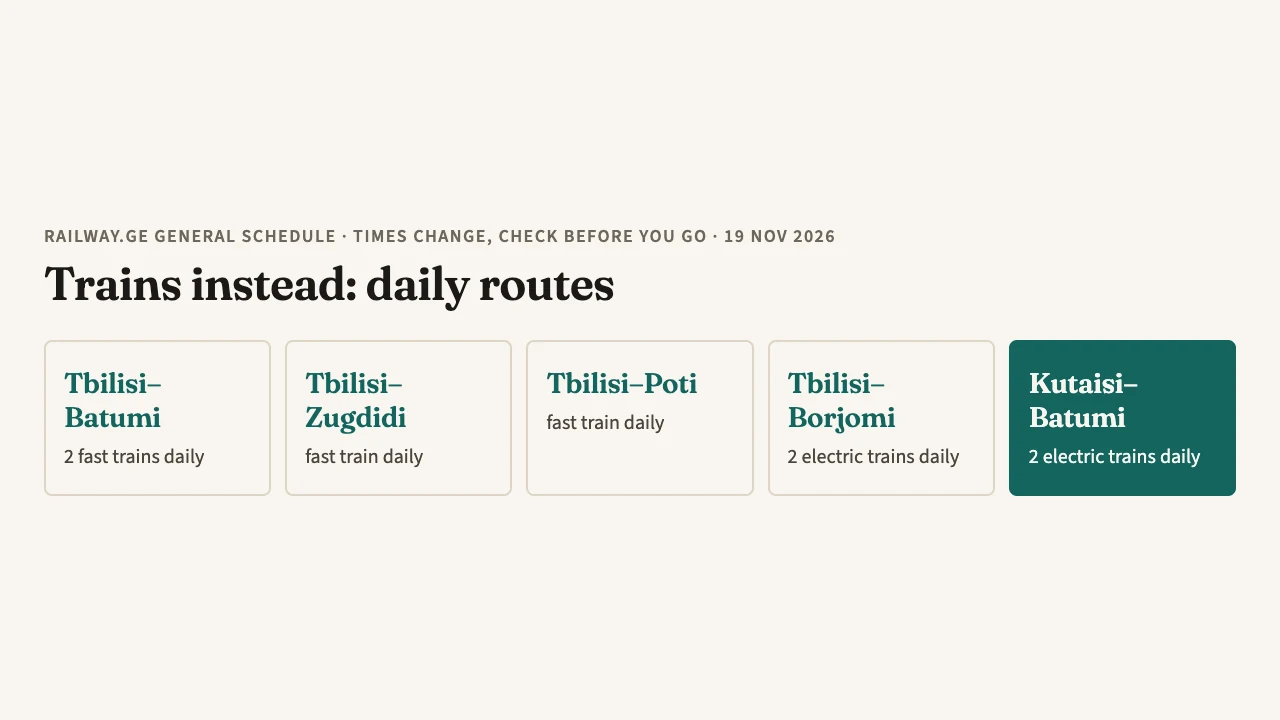 RAILWAY.GE GENERAL SCHEDULE · TIMES CHANGE, CHECK BEFORE YOU GO · 19 NOV 2026
Trains instead: daily routes
Tbilisi–
Batumi
2 fast trains daily
Tbilisi–
Zugdidi
fast train daily
Tbilisi–Poti
fast train daily
Tbilisi–
Borjomi
2 electric trains daily
Kutaisi–
Batumi
2 electric trains daily